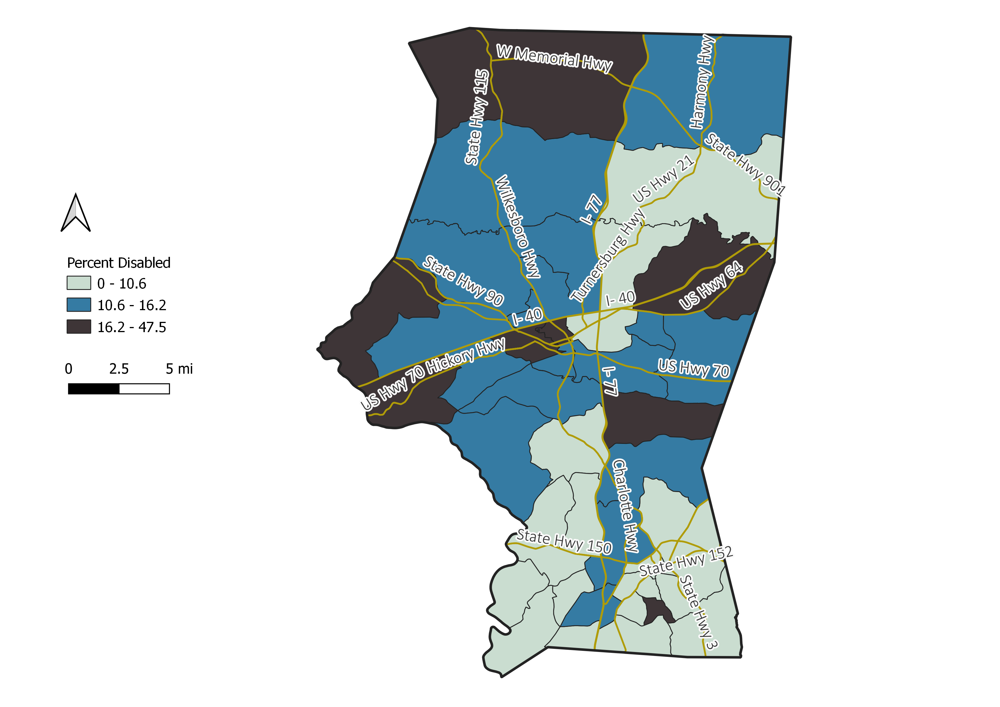 W Memorial Hwy
Harmony Hwy
State Hwy 115
State Hwy 901
US Hwy 21
Wilkesboro Hwy
I- 77
Turnersburg Hwy
State Hwy 90
US Hwy 64
I- 40
I- 40
US Hwy 70 Hickory Hwy
US Hwy 70
I- 77
Charlotte Hwy
State Hwy 150
State Hwy 152
State Hwy 3
Percent Disabled
0 - 10.6
10.6 - 16.2
16.2 - 47.5
0 2.5 5 mi